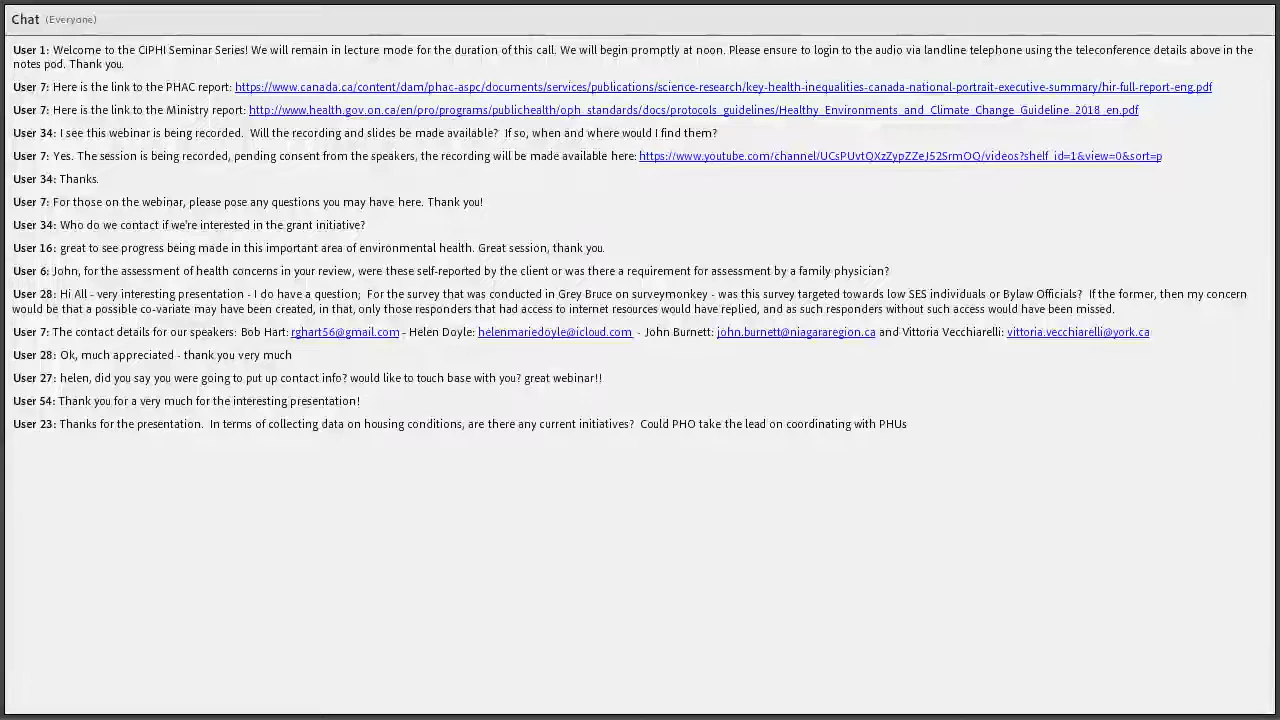 Chat (Everyone)
User 1: Welcome to the CIPHI Seminar Series! We will remain in lecture mode for the duration of this call. We will begin promptly at noon. Please ensure to login to the audio via landline telephone using the teleconference details above in the
notes pod. Thank you.
User 7: Here is the link to the PHAC report: https://www.canada.ca/content/dam/phac-aspc/documents/services/publications/science-research/key-health-inequalities-canada-national-portrait-executive-summary/hir-full-report-eng.pdf
User 7: Here is the link to the Ministry report: http://www.health.gov.on.ca/en/pro/programs/publichealth/oph_standards/docs/protocols_guidelines/Healthy_Environments_and_Climate_Change_Guideline_2018_en.pdf
User 34: I see this webinar is being recorded. Will the recording and slides be made available? If so, when and where would I find them?
User 7: Yes. The session is being recorded, pending consent from the speakers, the recording will be made available here: https://www.youtube.com/channel/UCsPUvtQXzZypZZeJ52SrmOQ/videos?shelf_id=1&view=0&sort=p
User 34: Thanks.
User 7: For those on the webinar, please pose any questions you may have here. Thank you!
User 34: Who do we contact if we're interested in the grant initiative?
User 16: great to see progress being made in this important area of environmental health. Great session, thank you.
User 6: John, for the assessment of health concerns in your review, were these self-reported by the client or was there a requirement for assessment by a family physician?
User 28: Hi All - very interesting presentation - I do have a question; For the survey that was conducted in Grey Bruce on surveymonkey - was this survey targeted towards low SES individuals or Bylaw Officials? If the former, then my concern
would be that a possible co-variate may have been created, in that, only those responders that had access to internet resources would have replied, and as such responders without such access would have been missed.
User 7: The contact details for our speakers: Bob Hart: rghart56@gmail.com - Helen Doyle: helenmariedoyle@icloud.com - John Burnett: john.burnett@niagararegion.ca and Vittoria Vecchiarelli: vittoria.vecchiarelli@york.ca
User 28: Ok, much appreciated - thank you very much
User 27: helen, did you say you were going to put up contact info? would like to touch base with you? great webinar!!
User 54: Thank you for a very much for the interesting presentation!
User 23: Thanks for the presentation. In terms of collecting data on housing conditions, are there any current initiatives? Could PHO take the lead on coordinating with PHUs